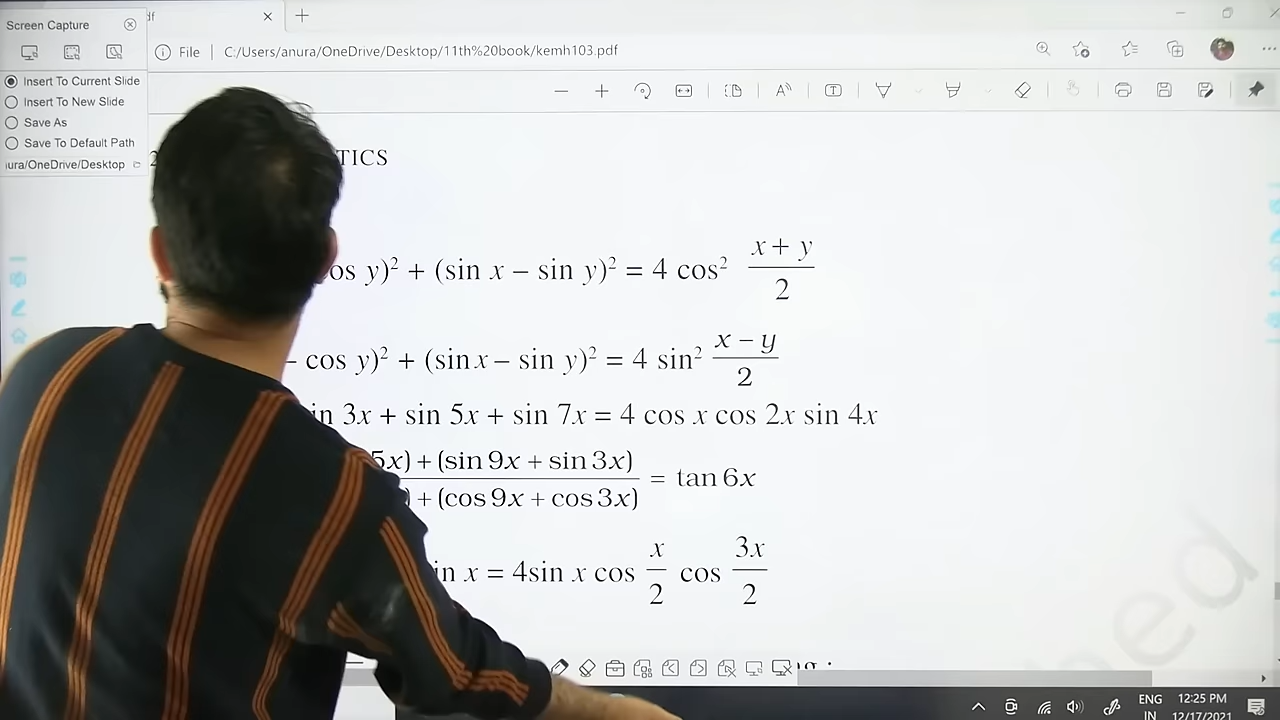 Screen Capture
df
File C:/Users/anura/OneDrive/Desktop/11th%20book/kemh103.pdf
Insert To Current Slide
Insert To New Slide
Save As
Save To Default Path
ura/OneDrive/Desktop
TICS
os y)² + (sin x – sin y)² = 4 cos² (x + y)/2
– cos y)² + (sin x – sin y)² = 4 sin² (x – y)/2
in 3x + sin 5x + sin 7x = 4 cos x cos 2x sin 4x
5x) + (sin 9x + sin 3x)
) + (cos 9x + cos 3x)
= tan 6x
in x = 4sin x cos x/2 cos 3x/2
ENG
IN
12:25 PM
12/17/2021